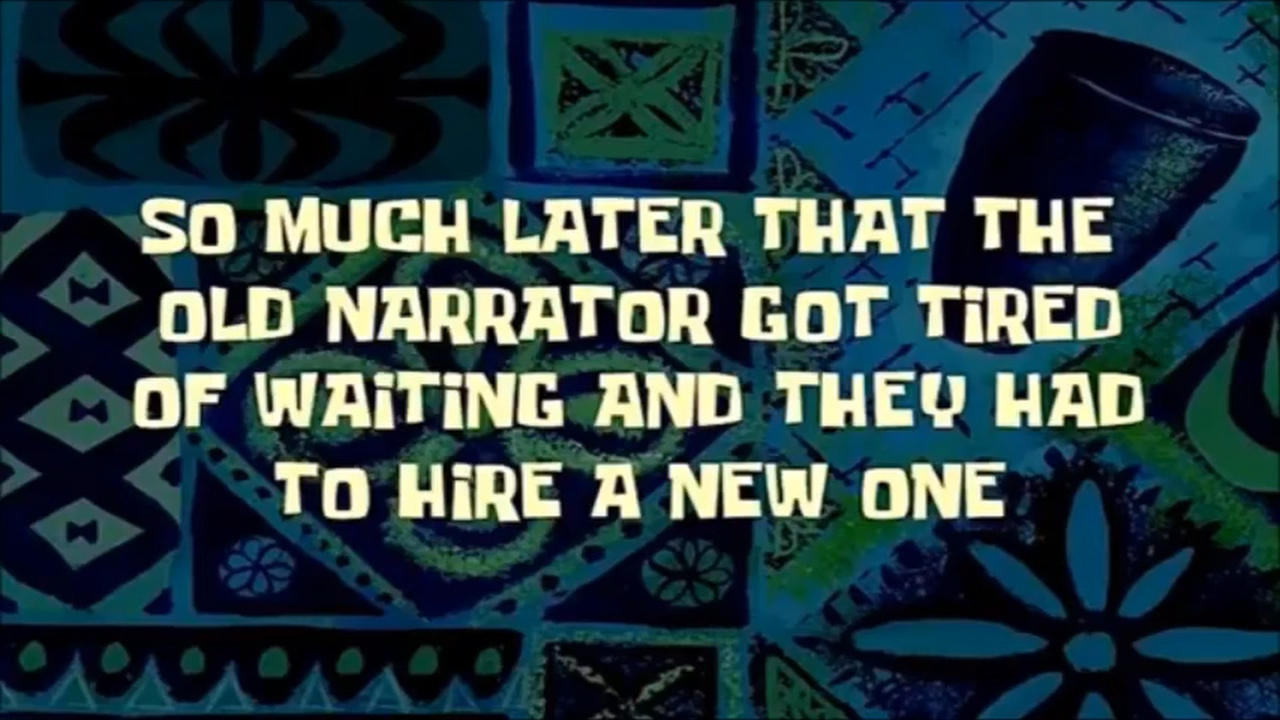 SO MUCH LATER THAT THE
OLD NARRATOR GOT TiRED
OF WAiTiNG AND THEY HAD
TO HiRE A NEW ONE